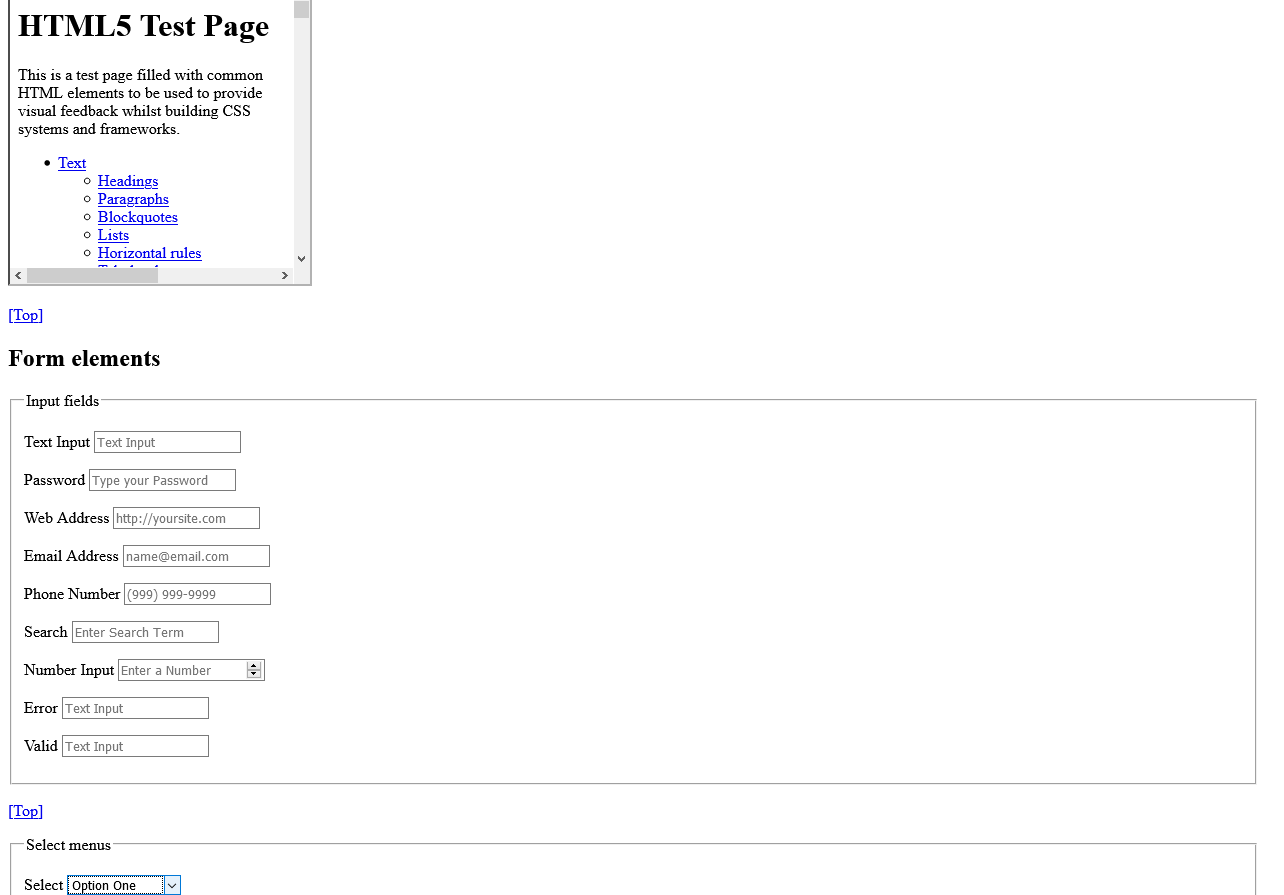 HTML5 Test Page
This is a test page filled with common
HTML elements to be used to provide
visual feedback whilst building CSS
systems and frameworks.
Text
Headings
Paragraphs
Blockquotes
Lists
Horizontal rules
[Top]
Form elements
Input fields
Text Input Text Input
Password Type your Password
Web Address http://yoursite.com
Email Address name@email.com
Phone Number (999) 999-9999
Search Enter Search Term
Number Input Enter a Number
Error Text Input
Valid Text Input
[Top]
Select menus
Select Option One